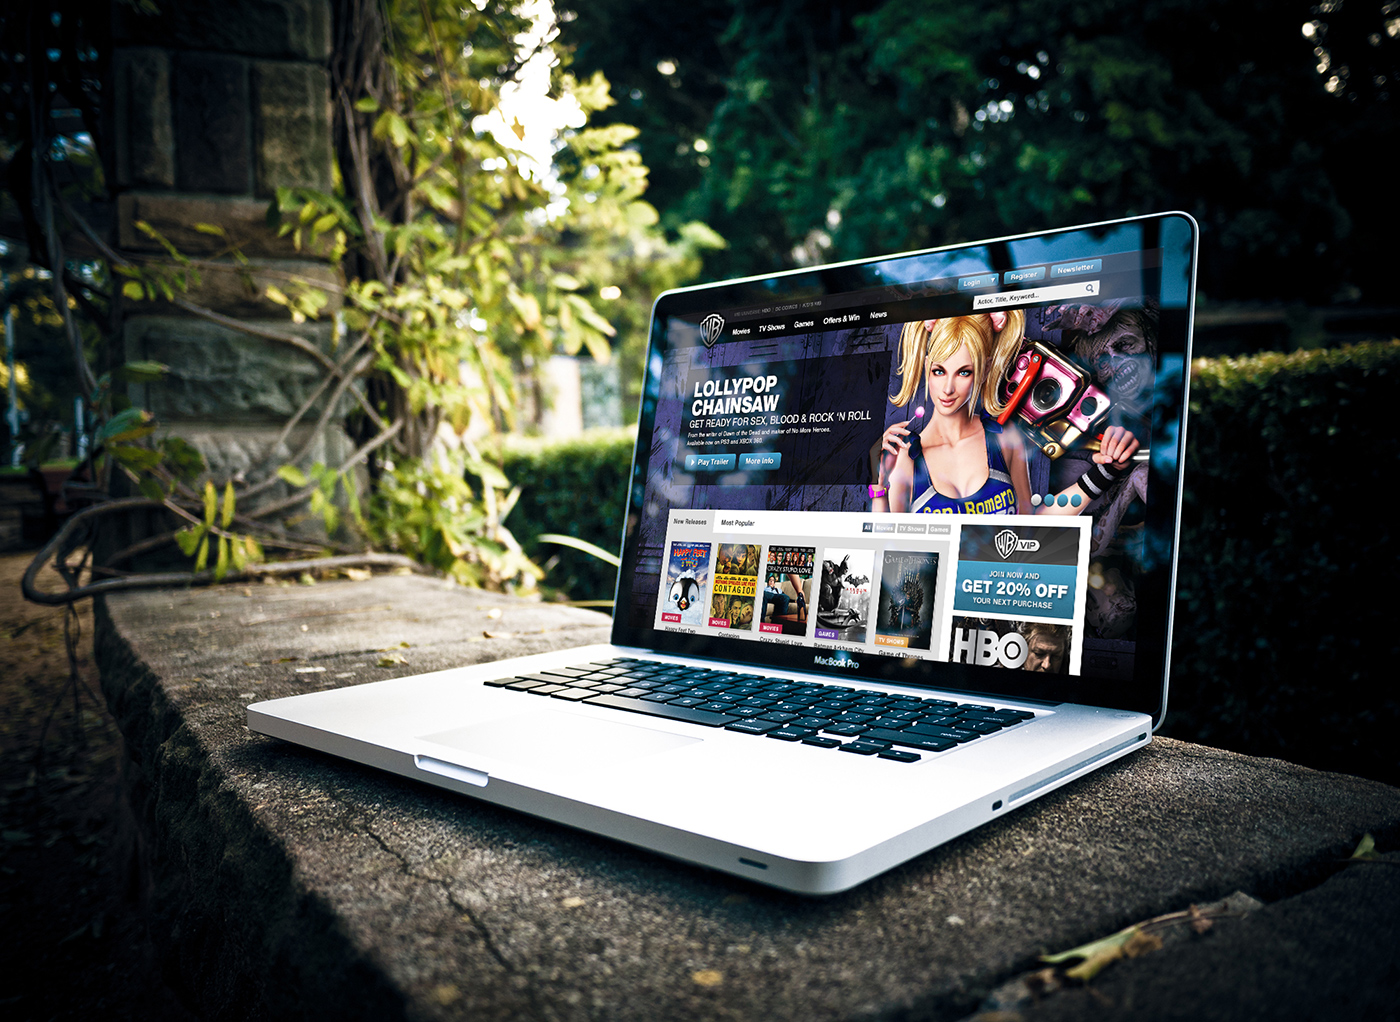 Login
Register
Newsletter
Actor, Title, Keyword...
WB
Movies
TV Shows
Games
Offers & Win
News
LOLLYPOP
CHAINSAW
GET READY FOR SEX, BLOOD & ROCK 'N ROLL
From the writer of Dawn of the Dead and maker of No More Heroes.
Available now on PS3 and XBOX 360.
Play Trailer
More Info
Romero
New Releases
Most Popular
All
Movies
TV Shows
Games
HAPPY FEET
CONTAGION
CRAZY, STUPID, LOVE.
MOVIES
MOVIES
MOVIES
GAMES
TV SHOWS
Happy Feet Two
Contagion
Crazy, Stupid, Love.
Batman Arkham City
Game of Thrones
WB VIP
JOIN NOW AND
GET 20% OFF
YOUR NEXT PURCHASE
HBO
MacBook Pro